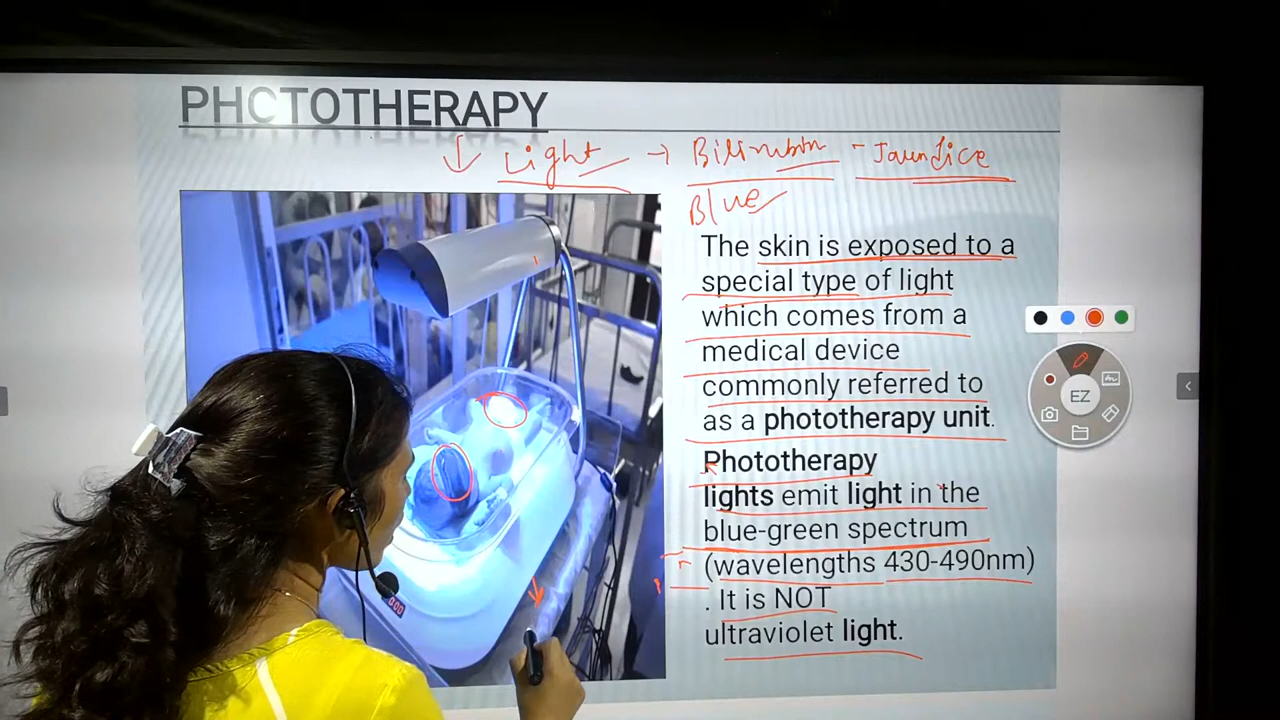 PHOTOTHERAPY
↓ Light → Bilirubin - Jaundice
Blue
The skin is exposed to a
special type of light
which comes from a
medical device
commonly referred to
as a phototherapy unit.
Phototherapy
lights emit light in the
blue-green spectrum
(wavelengths 430-490nm)
. It is NOT
ultraviolet light.
EZ